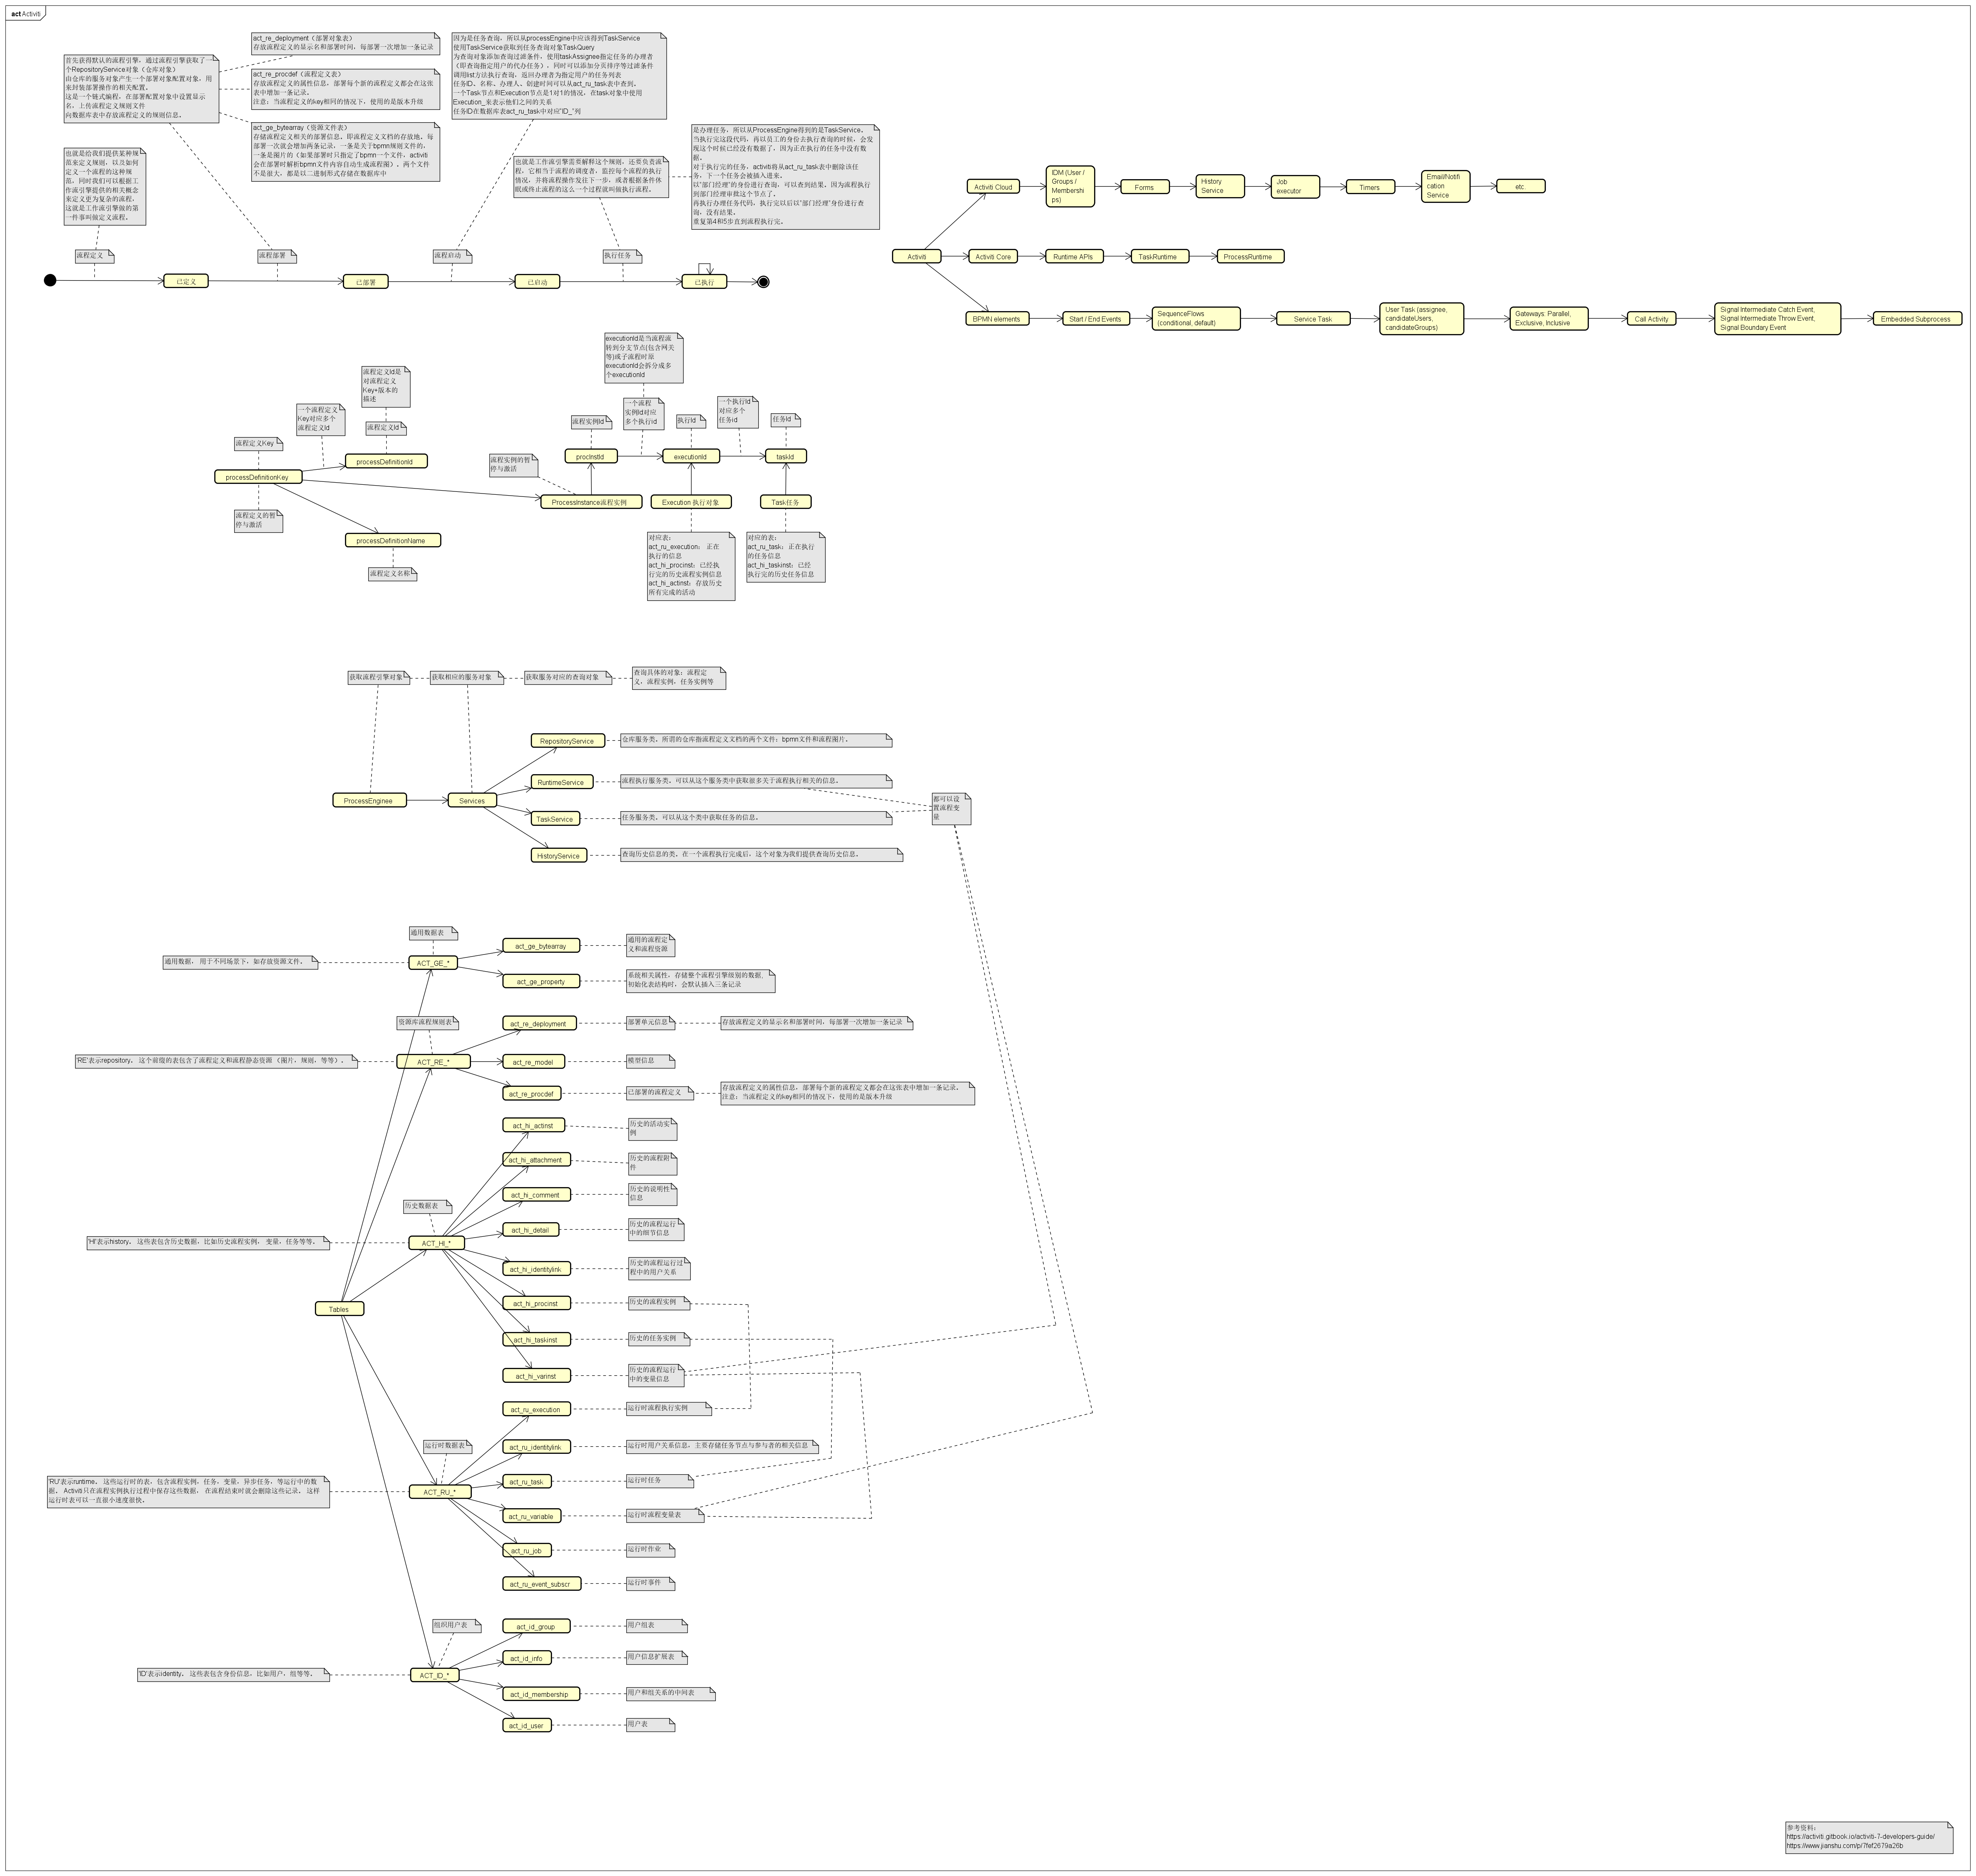 act Activiti
act_re_deployment（部署对象表）
存放流程定义的显示名和部署时间，每部署一次增加一条记录
首先获得默认的流程引擎，通过流程引擎获取了一
个RepositoryService对象（仓库对象）
由仓库的服务对象产生一个部署对象配置对象，用
来封装部署操作的相关配置。
这是一个链式编程，在部署配置对象中设置显示
名，上传流程定义规则文件
向数据库表中存放流程定义的规则信息。
act_re_procdef（流程定义表）
存放流程定义的属性信息，部署每个新的流程定义都会在这张
表中增加一条记录。
注意：当流程定义的key相同的情况下，使用的是版本升级
act_ge_bytearray（资源文件表）
存储流程定义相关的部署信息。即流程定义文档的存放地。每
部署一次就会增加两条记录，一条是关于bpmn规则文件的，
一条是图片的（如果部署时只指定了bpmn一个文件，activiti
会在部署时解析bpmn文件内容自动生成流程图）。两个文件
不是很大，都是以二进制形式存储在数据库中
因为是任务查询，所以从processEngine中应该得到TaskService
使用TaskService获取到任务查询对象TaskQuery
为查询对象添加查询过滤条件，使用taskAssignee指定任务的办理者
（即查询指定用户的代办任务），同时可以添加分页排序等过滤条件
调用list方法执行查询，返回办理者为指定用户的任务列表
任务ID、名称、办理人、创建时间可以从act_ru_task表中查到。
一个Task节点和Execution节点是1对1的情况，在task对象中使用
Execution_来表示他们之间的关系
任务ID在数据库表act_ru_task中对应"ID_"列
也就是给我们提供某种规
范来定义规则，以及如何
定义一个流程的这种规
范，同时我们可以根据工
作流引擎提供的相关概念
来定义更为复杂的流程，
这就是工作流引擎做的第
一件事叫做定义流程。
也就是工作流引擎需要解释这个规则，还要负责流
程，它相当于流程的调度者，监控每个流程的执行
情况，并将流程操作发往下一步，或者根据条件休
眠或终止流程的这么一个过程就叫做执行流程。
是办理任务，所以从ProcessEngine得到的是TaskService。
当执行完这段代码，再以员工的身份去执行查询的时候，会发
现这个时候已经没有数据了，因为正在执行的任务中没有数
据。
对于执行完的任务，activiti将从act_ru_task表中删除该任
务，下一个任务会被插入进来。
以"部门经理"的身份进行查询，可以查到结果。因为流程执行
到部门经理审批这个节点了。
再执行办理任务代码，执行完以后以"部门经理"身份进行查
询，没有结果。
重复第4和5步直到流程执行完。
流程定义
流程部署
流程启动
执行任务
已定义
已部署
已启动
已执行
Activiti Cloud
IDM (User /
Groups /
Membershi
ps)
Forms
History
Service
Job
executor
Timers
Email/Notifi
cation
Service
etc
Activiti
Activiti Core
Runtime APIs
TaskRuntime
ProcessRuntime
BPMN elements
Start / End Events
SequenceFlows
(conditional, default)
Service Task
User Task (assignee,
candidateUsers,
candidateGroups)
Gateways: Parallel,
Exclusive, Inclusive
Call Activity
Signal Intermediate Catch Event,
Signal Intermediate Throw Event,
Signal Boundary Event
Embedded Subprocess
executionId是当流程流
转到分支节点(包含网关
等)或子流程时原
executionId会拆分成多
个executionId
流程定义Id是
对流程定义
Key+版本的
描述
一个流程定义
Key对应多个
流程定义Id
流程定义Id
流程定义Key
流程实例Id
一个流程
实例Id对应
多个执行id
执行Id
一个执行Id
对应多个
任务id
任务Id
processDefinitionKey
processDefinitionId
procInstId
executionId
taskId
流程实例的暂
停与激活
ProcessInstance流程实例
Execution 执行对象
Task任务
流程定义的暂
停与激活
processDefinitionName
流程定义名称
对应表：
act_ru_execution： 正在
执行的信息
act_hi_procinst：已经执
行完的历史流程实例信息
act_hi_actinst：存放历史
所有完成的活动
对应的表：
act_ru_task：正在执行
的任务信息
act_hi_taskinst：已经
执行完的历史任务信息
获取流程引擎对象
获取相应的服务对象
获取服务对应的查询对象
查询具体的对象：流程定
义，流程实例，任务实例等
ProcessEnginee
Services
RepositoryService
仓库服务类。所谓的仓库指流程定义文档的两个文件：bpmn文件和流程图片。
RuntimeService
流程执行服务类。可以从这个服务类中获取很多关于流程执行相关的信息。
TaskService
任务服务类。可以从这个类中获取任务的信息。
HistoryService
查询历史信息的类。在一个流程执行完成后，这个对象为我们提供查询历史信息。
都可以设
置流程变
量
通用数据表
通用数据， 用于不同场景下，如存放资源文件。
ACT_GE_*
act_ge_bytearray
通用的流程定
义和流程资源
act_ge_property
系统相关属性，存储整个流程引擎级别的数据，
初始化表结构时，会默认插入三条记录
资源库流程规则表
'RE'表示repository。 这个前缀的表包含了流程定义和流程静态资源 （图片，规则，等等）。
ACT_RE_*
act_re_deployment
部署单元信息
存放流程定义的显示名和部署时间，每部署一次增加一条记录
act_re_model
模型信息
act_re_procdef
已部署的流程定义
存放流程定义的属性信息，部署每个新的流程定义都会在这张表中增加一条记录。
注意：当流程定义的key相同的情况下，使用的是版本升级
历史数据表
'HI'表示history。 这些表包含历史数据，比如历史流程实例， 变量，任务等等。
ACT_HI_*
act_hi_actinst
历史的活动实
例
act_hi_attachment
历史的流程附
件
act_hi_comment
历史的说明性
信息
act_hi_detail
历史的流程运行
中的细节信息
act_hi_identitylink
历史的流程运行过
程中的用户关系
act_hi_procinst
历史的流程实例
act_hi_taskinst
历史的任务实例
act_hi_varinst
历史的流程运行
中的变量信息
Tables
运行时数据表
'RU'表示runtime。 这些运行时的表，包含流程实例，任务，变量，异步任务，等运行中的数
据。 Activiti只在流程实例执行过程中保存这些数据， 在流程结束时就会删除这些记录。 这样
运行时表可以一直很小速度很快。
ACT_RU_*
act_ru_execution
运行时流程执行实例
act_ru_identitylink
运行时用户关系信息，主要存储任务节点与参与者的相关信息
act_ru_task
运行时任务
act_ru_variable
运行时流程变量表
act_ru_job
运行时作业
act_ru_event_subscr
运行时事件
组织用户表
'ID'表示identity。 这些表包含身份信息，比如用户，组等等。
ACT_ID_*
act_id_group
用户组表
act_id_info
用户信息扩展表
act_id_membership
用户和组关系的中间表
act_id_user
用户表
参考资料：
https://activiti.gitbook.io/activiti-7-developers-guide/
https://www.jianshu.com/p/7fef2679a26b